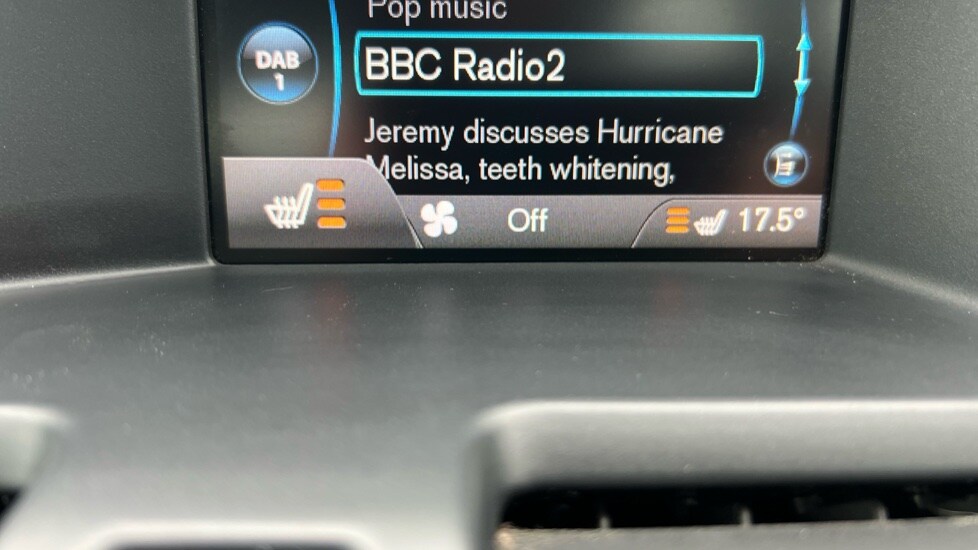 Pop music
DAB
1
BBC Radio2
Jeremy discusses Hurricane
Melissa, teeth whitening,
Off
17.5°